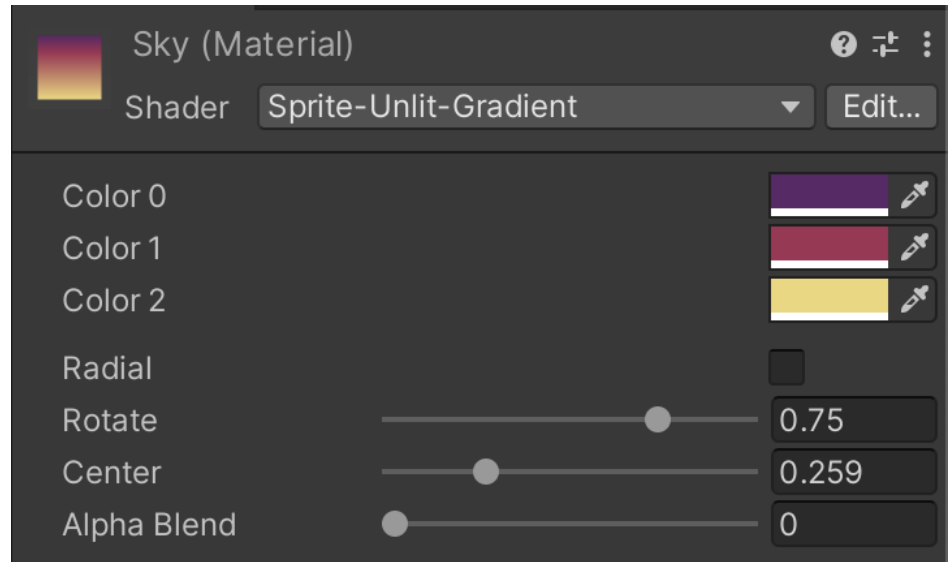 Sky (Material)
Shader Sprite-Unlit-Gradient Edit...
Color 0
Color 1
Color 2
Radial
Rotate 0.75
Center 0.259
Alpha Blend 0